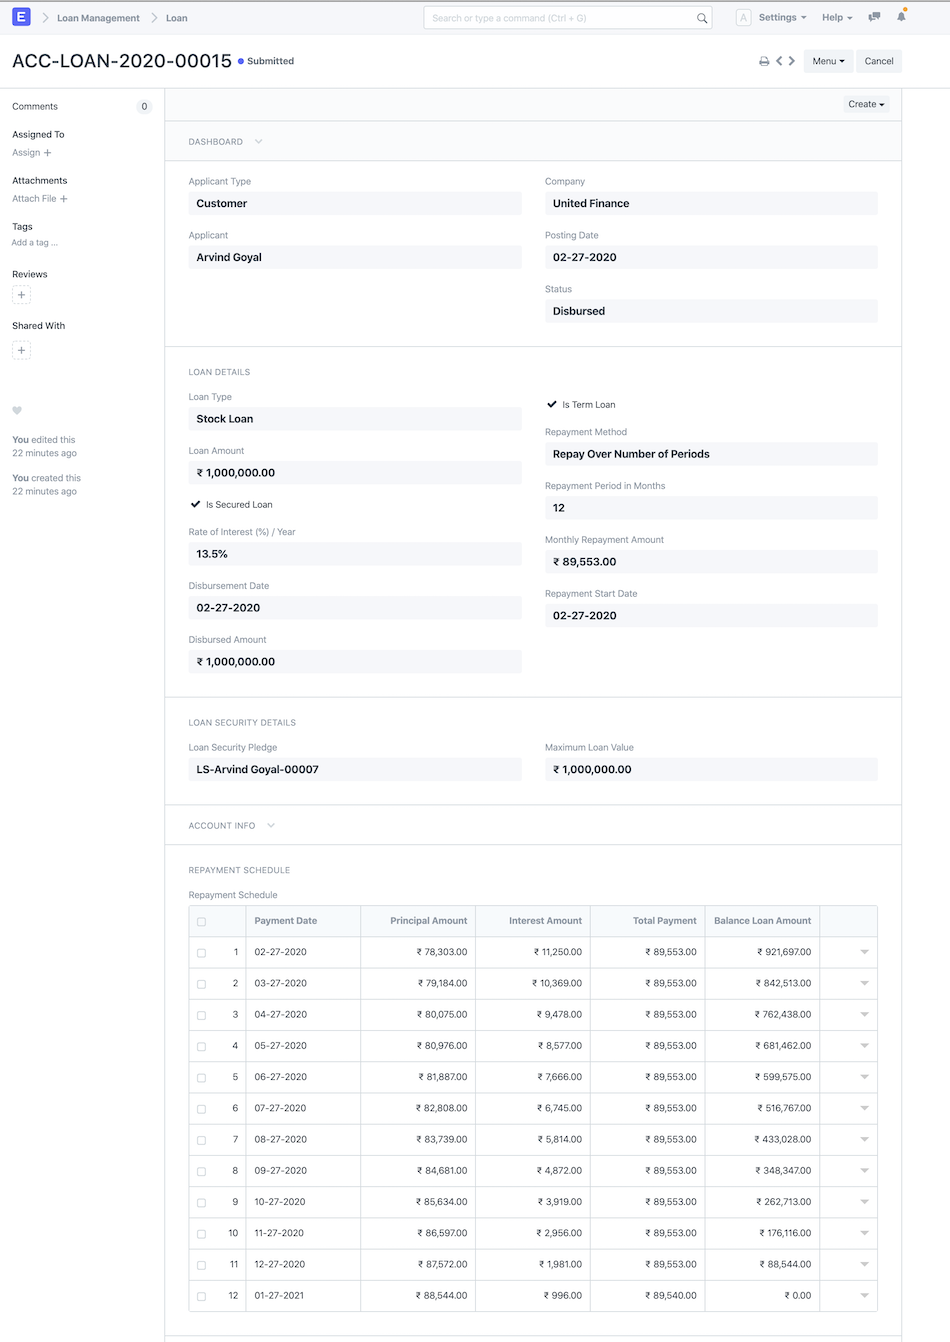 E Loan Management Loan Search or type a command (Ctrl + G) A Settings Help
ACC-LOAN-2020-00015 Submitted Menu Cancel
Comments 0
Assigned To
Assign +
Attachments
Attach File +
Tags
Add a tag ...
Reviews
+
Shared With
+
You edited this
22 minutes ago
You created this
22 minutes ago
Create
DASHBOARD
Applicant Type
Customer
Applicant
Arvind Goyal
Company
United Finance
Posting Date
02-27-2020
Status
Disbursed
LOAN DETAILS
Loan Type
Stock Loan
Loan Amount
₹ 1,000,000.00
Is Secured Loan
Rate of Interest (%) / Year
13.5%
Disbursement Date
02-27-2020
Disbursed Amount
₹ 1,000,000.00
Is Term Loan
Repayment Method
Repay Over Number of Periods
Repayment Period in Months
12
Monthly Repayment Amount
₹ 89,553.00
Repayment Start Date
02-27-2020
LOAN SECURITY DETAILS
Loan Security Pledge
LS-Arvind Goyal-00007
Maximum Loan Value
₹ 1,000,000.00
ACCOUNT INFO
REPAYMENT SCHEDULE
Repayment Schedule
Payment Date Principal Amount Interest Amount Total Payment Balance Loan Amount
1 02-27-2020 ₹ 78,303.00 ₹ 11,250.00 ₹ 89,553.00 ₹ 921,697.00
2 03-27-2020 ₹ 79,184.00 ₹ 10,369.00 ₹ 89,553.00 ₹ 842,513.00
3 04-27-2020 ₹ 80,075.00 ₹ 9,478.00 ₹ 89,553.00 ₹ 762,438.00
4 05-27-2020 ₹ 80,976.00 ₹ 8,577.00 ₹ 89,553.00 ₹ 681,462.00
5 06-27-2020 ₹ 81,887.00 ₹ 7,666.00 ₹ 89,553.00 ₹ 599,575.00
6 07-27-2020 ₹ 82,808.00 ₹ 6,745.00 ₹ 89,553.00 ₹ 516,767.00
7 08-27-2020 ₹ 83,739.00 ₹ 5,814.00 ₹ 89,553.00 ₹ 433,028.00
8 09-27-2020 ₹ 84,681.00 ₹ 4,872.00 ₹ 89,553.00 ₹ 348,347.00
9 10-27-2020 ₹ 85,634.00 ₹ 3,919.00 ₹ 89,553.00 ₹ 262,713.00
10 11-27-2020 ₹ 86,597.00 ₹ 2,956.00 ₹ 89,553.00 ₹ 176,116.00
11 12-27-2020 ₹ 87,572.00 ₹ 1,981.00 ₹ 89,553.00 ₹ 88,544.00
12 01-27-2021 ₹ 88,544.00 ₹ 996.00 ₹ 89,540.00 ₹ 0.00